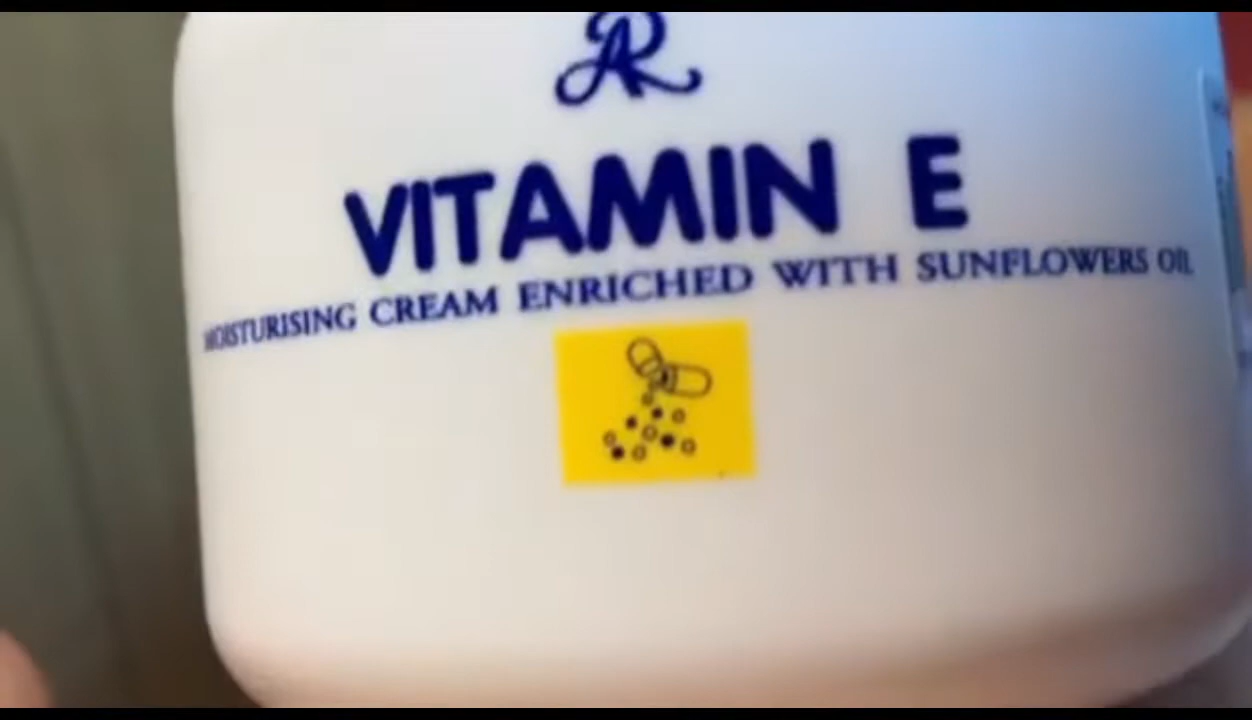 AR
VITAMIN E
MOISTURISING CREAM ENRICHED WITH SUNFLOWERS OIL